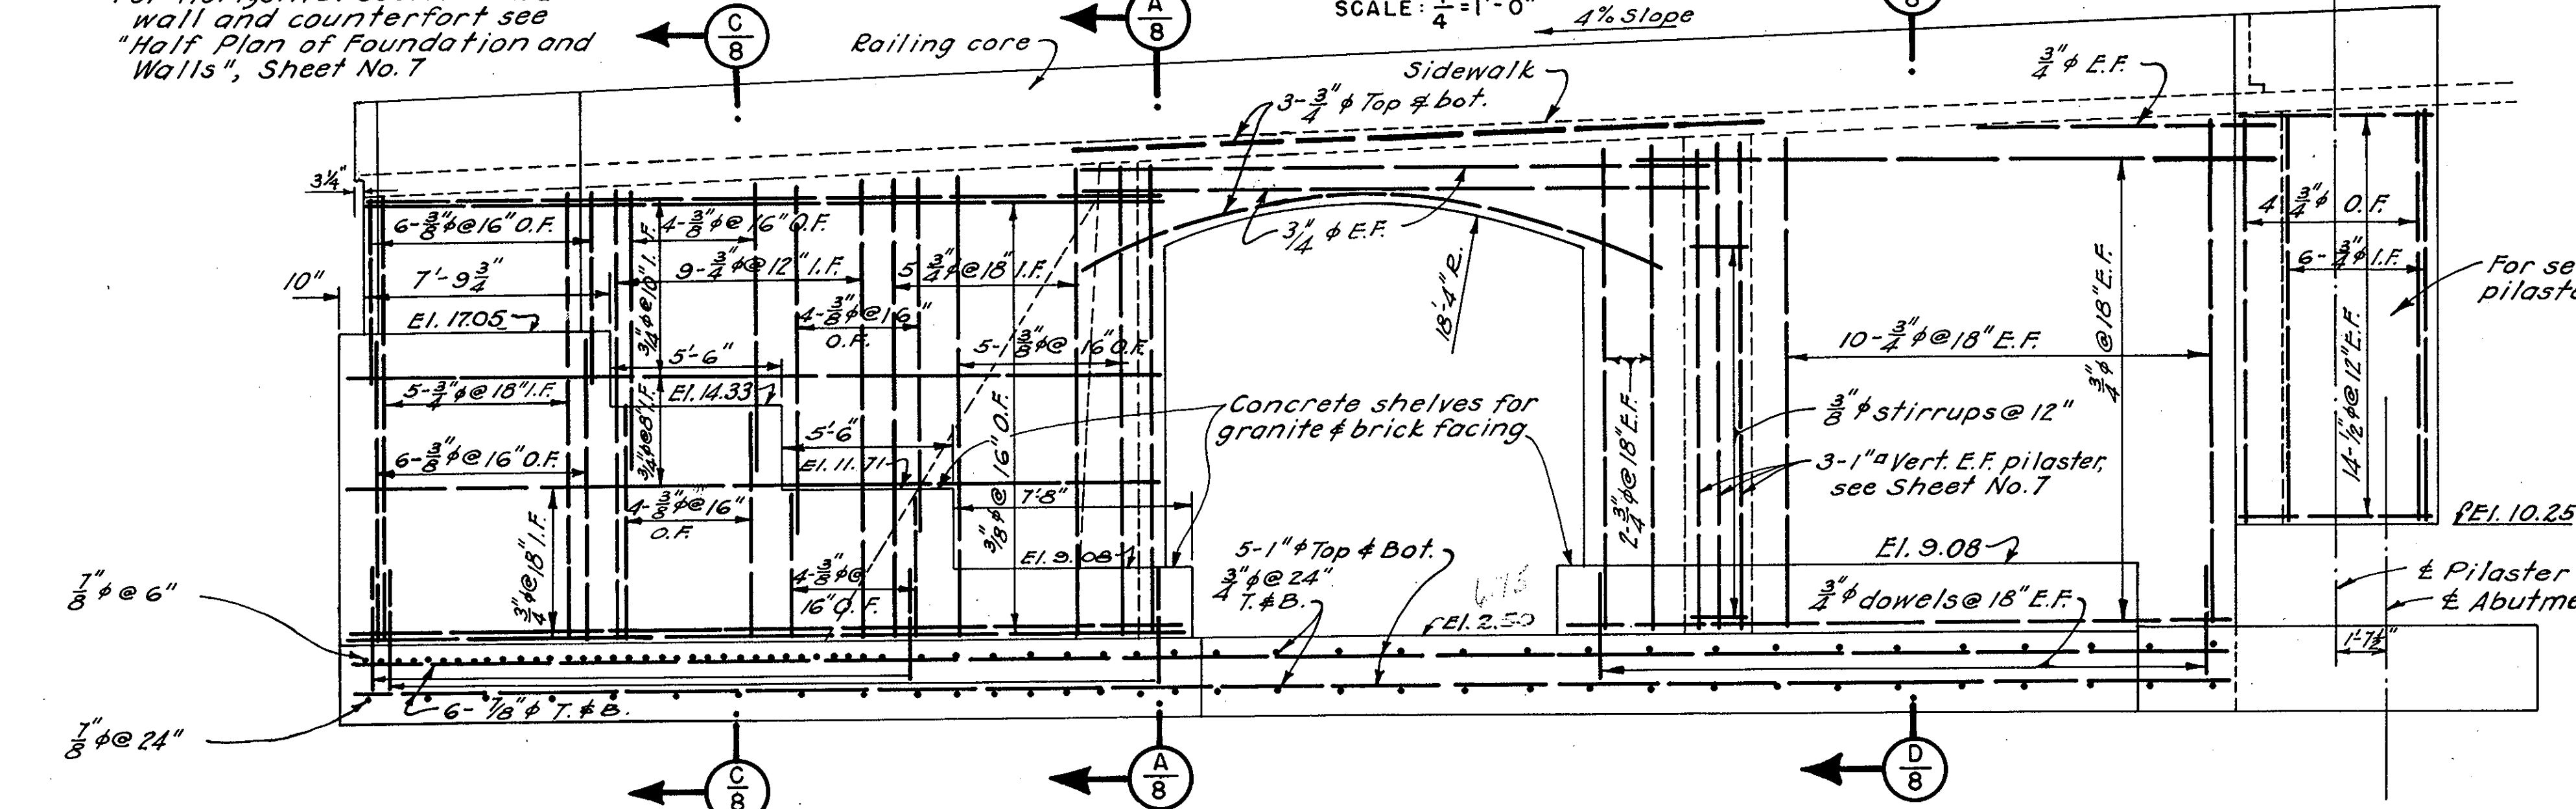 wall and counterfort see
"Half Plan of Foundation and
Walls", Sheet No. 7
C
8
A
8
8
SCALE: 1/4"=1'-0"
4% Slope
Railing core
Sidewalk
3-3/4"φ Top & bot.
3/4"φ E.F.
3 1/4"
6-3/8"φ@16" O.F.
4-3/8"φ@16" O.F.
3/4"φ E.F.
4 3/4"φ O.F.
10"
7'-9 3/4"
9-3/4"φ@12" I.F.
5 3/4"φ@18" I.F.
6-3/4"φ I.F.
3/4"φ@10" I.F.
18'-4" R.
El. 17.05
4-3/8"φ@16"
O.F.
5'-6"
5-3/8"φ@16" O.F.
10-3/4"φ@18" E.F.
3/4"φ@18" E.F.
14-1/2"φ@12" E.F.
5-3/4"φ@18" I.F.
El. 14.33
3/4"φ@8" I.F.
Concrete shelves for
granite & brick facing
3/8"φ stirrups@12"
5'-6"
6-3/8"φ@16" O.F.
El. 11.71
3/8"φ@16" O.F.
7'-8"
2-3/4"φ@18" E.F.
3-1"▫ Vert. E.F. pilaster,
see Sheet No. 7
4-3/8"φ@16"
O.F.
3/4"φ@18" I.F.
El. 10.25
El. 9.08
5-1"φ Top & Bot.
El. 9.08
3/4"φ@24"
T. & B.
4-3/8"φ@
16" O.F.
3/4"φ dowels@18" E.F.
℄ Pilaster
7/8"φ@6"
El. 2.50
1'-7 1/2"
6-7/8"φ T. & B.
7/8"φ@24"
C
8
A
8
D
8